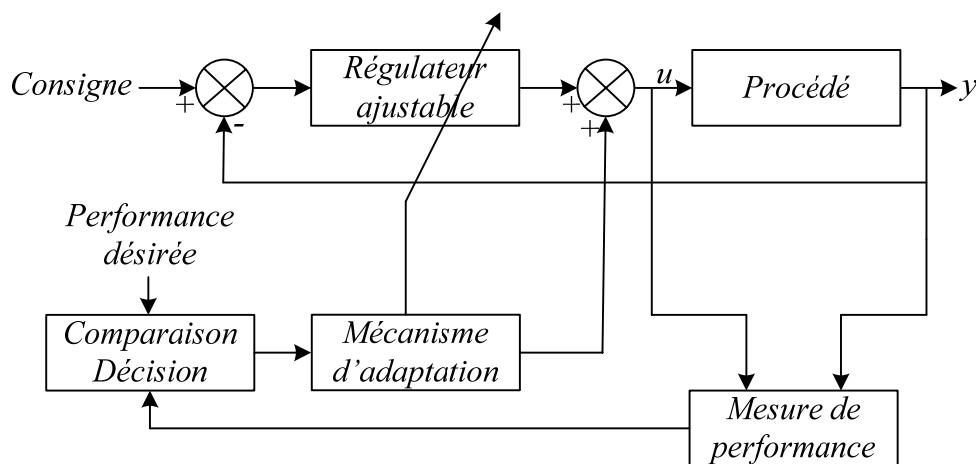 Consigne
+
-
Régulateur
ajustable
+
+
u
Procédé
y
Performance
désirée
Comparaison
Décision
Mécanisme
d'adaptation
Mesure de
performance